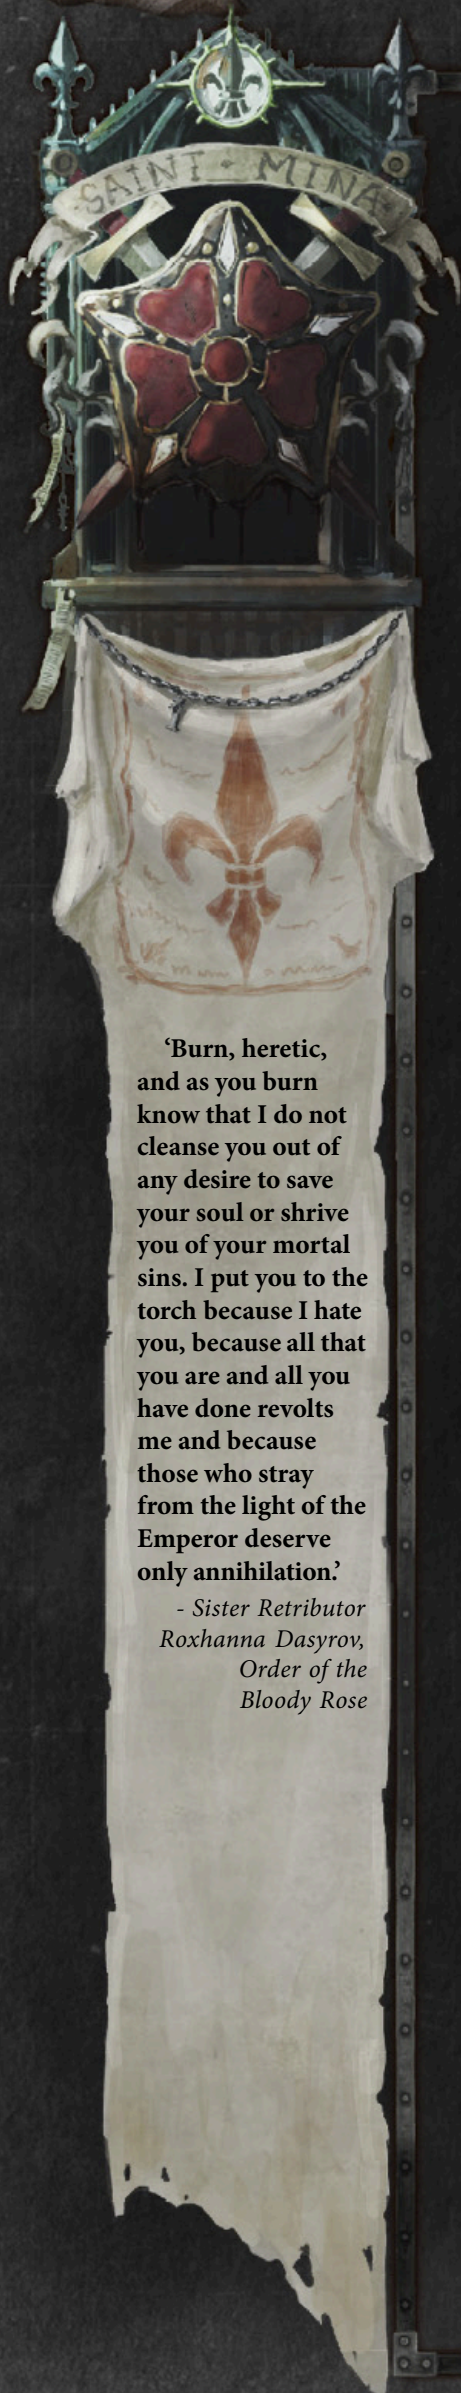 SAINT · MINA
‘Burn, heretic,
and as you burn
know that I do not
cleanse you out of
any desire to save
your soul or shrive
you of your mortal
sins. I put you to the
torch because I hate
you, because all that
you are and all you
have done revolts
me and because
those who stray
from the light of the
Emperor deserve
only annihilation.’
- Sister Retributor
Roxhanna Dasyrov,
Order of the
Bloody Rose